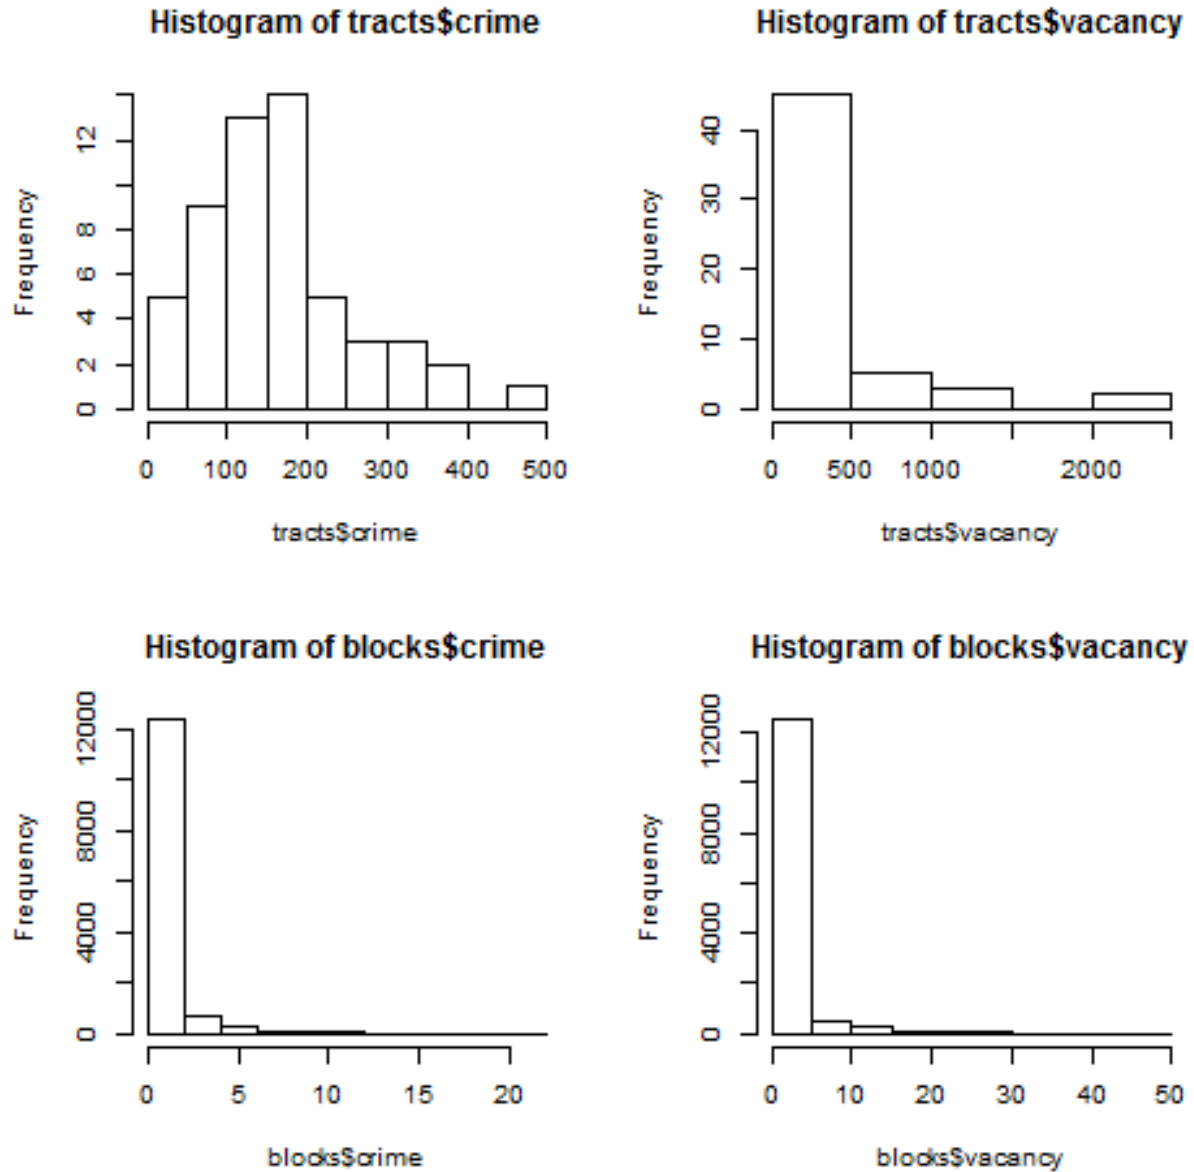 Histogram of tracts$crime
Frequency
12
8
6
4
2
0
0 100 200 300 400 500
tracts$crime
Histogram of tracts$vacancy
Frequency
40
30
20
10
0
0 500 1000 2000
tracts$vacancy
Histogram of blocks$crime
Frequency
12000
8000
4000
0
0 5 10 15 20
blocks$crime
Histogram of blocks$vacancy
Frequency
12000
8000
4000
0
0 10 20 30 40 50
blocks$vacancy